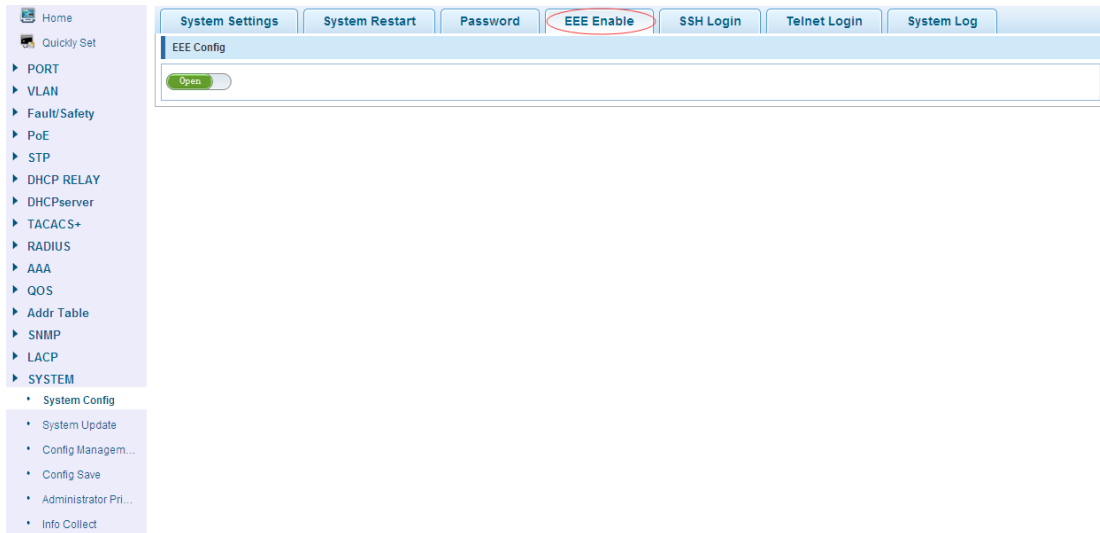 Home
Quickly Set
PORT
VLAN
Fault/Safety
PoE
STP
DHCP RELAY
DHCPserver
TACACS+
RADIUS
AAA
QOS
Addr Table
SNMP
LACP
SYSTEM
System Config
System Update
Config Managem...
Config Save
Administrator Pri...
Info Collect
System Settings System Restart Password EEE Enable SSH Login Telnet Login System Log
EEE Config
Open